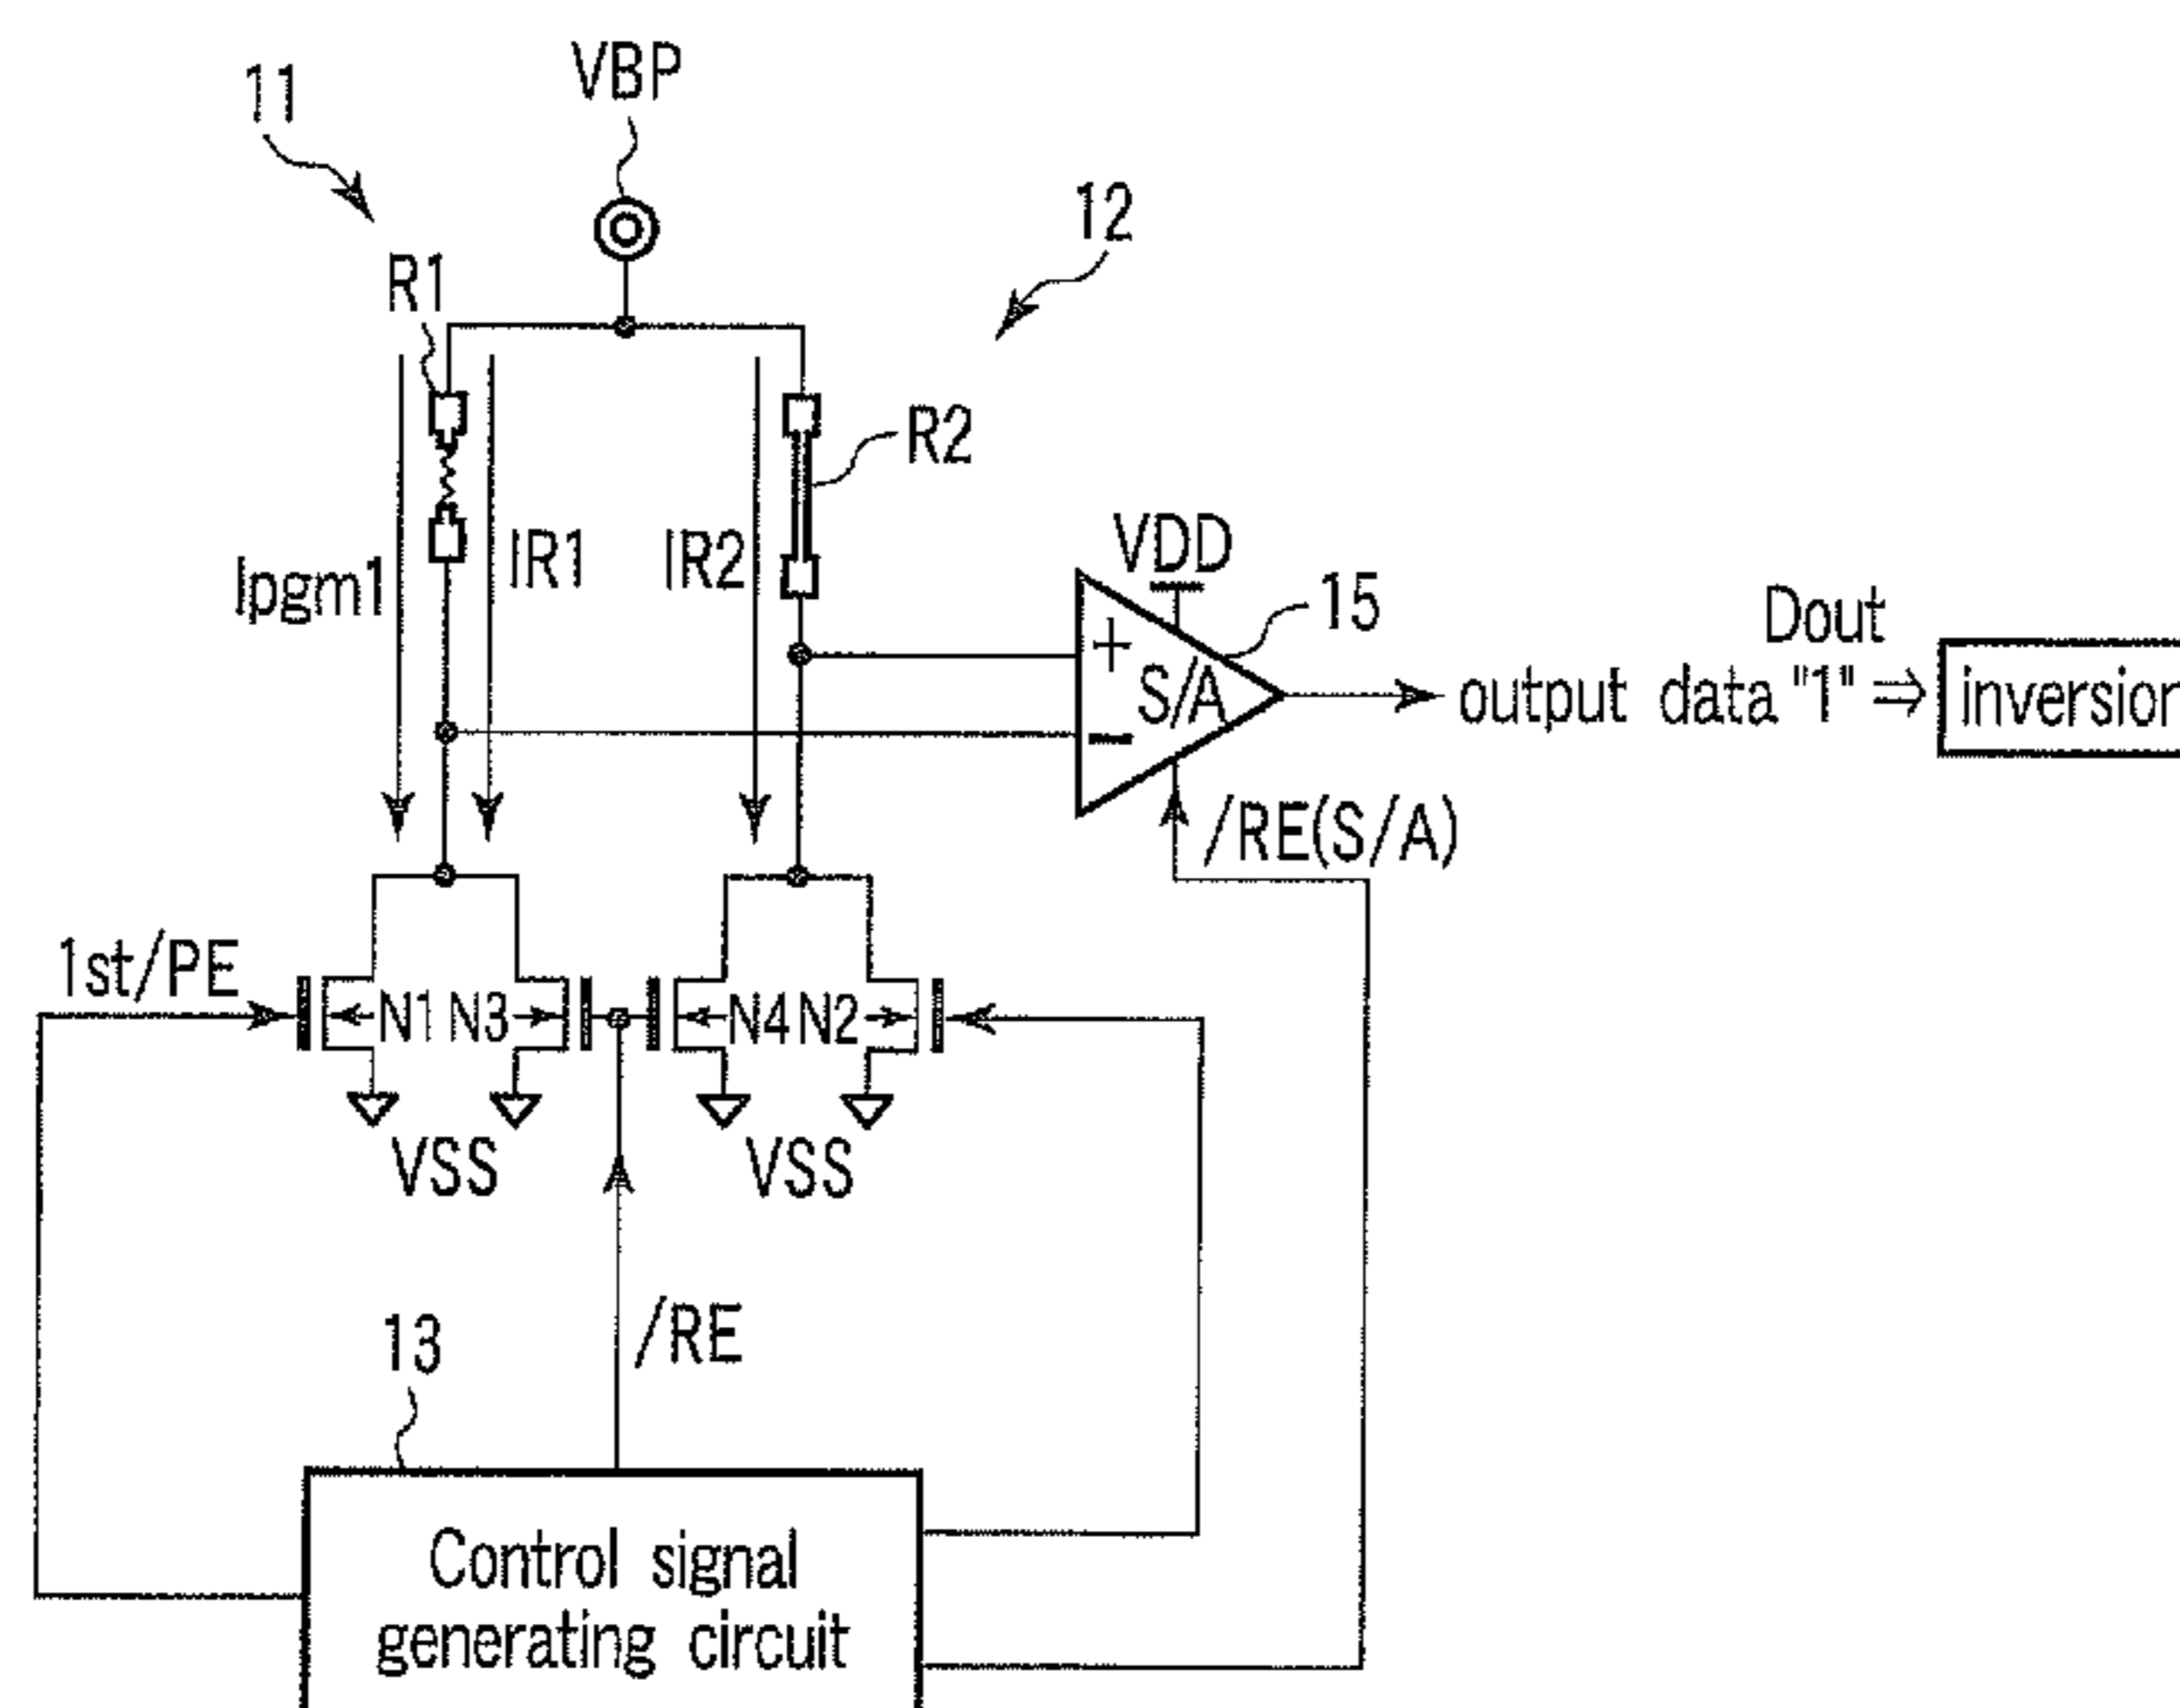 VBP
11
12
R1
R2
Ipgm1
IR1
IR2
VDD
15
+
S/A
-
Dout
output data "1" ⇒ inversion
/RE(S/A)
1st/PE
N1 N3
N4 N2
VSS
VSS
/RE
13
Control signal
generating circuit